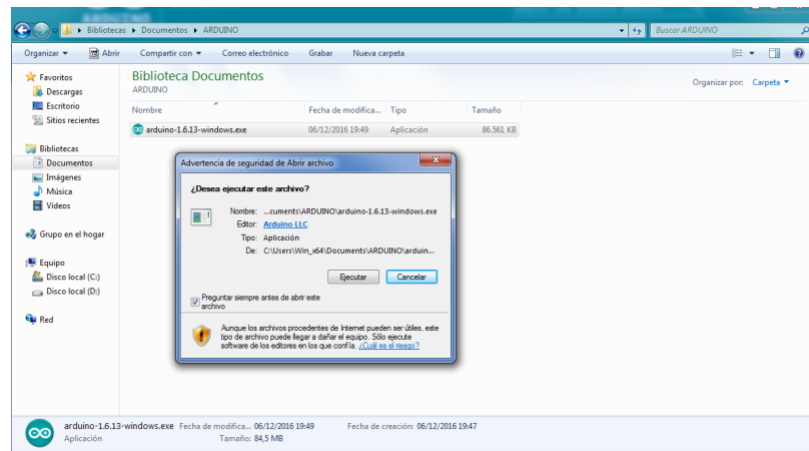 Bibliotecas ▸ Documentos ▸ ARDUINO
Buscar ARDUINO
Organizar Abrir Compartir con Correo electrónico Grabar Nueva carpeta
Favoritos
Descargas
Escritorio
Sitios recientes
Bibliotecas
Documentos
Imágenes
Música
Vídeos
Grupo en el hogar
Equipo
Disco local (C:)
Disco local (D:)
Red
Biblioteca Documentos
ARDUINO
Organizar por: Carpeta
Nombre Fecha de modifica... Tipo Tamaño
arduino-1.6.13-windows.exe 06/12/2016 19:49 Aplicación 86.561 KB
Advertencia de seguridad de Abrir archivo
¿Desea ejecutar este archivo?
Nombre: ...cuments\ARDUINO\arduino-1.6.13-windows.exe
Editor: Arduino LLC
Tipo: Aplicación
De: C:\Users\Win_x64\Documents\ARDUINO\arduin...
Ejecutar Cancelar
Preguntar siempre antes de abrir este
archivo
Aunque los archivos procedentes de Internet pueden ser útiles, este
tipo de archivo puede llegar a dañar el equipo. Sólo ejecute
software de los editores en los que confía. ¿Cuál es el riesgo?
arduino-1.6.13-windows.exe Fecha de modifica... 06/12/2016 19:49 Fecha de creación: 06/12/2016 19:47
Aplicación Tamaño: 84,5 MB